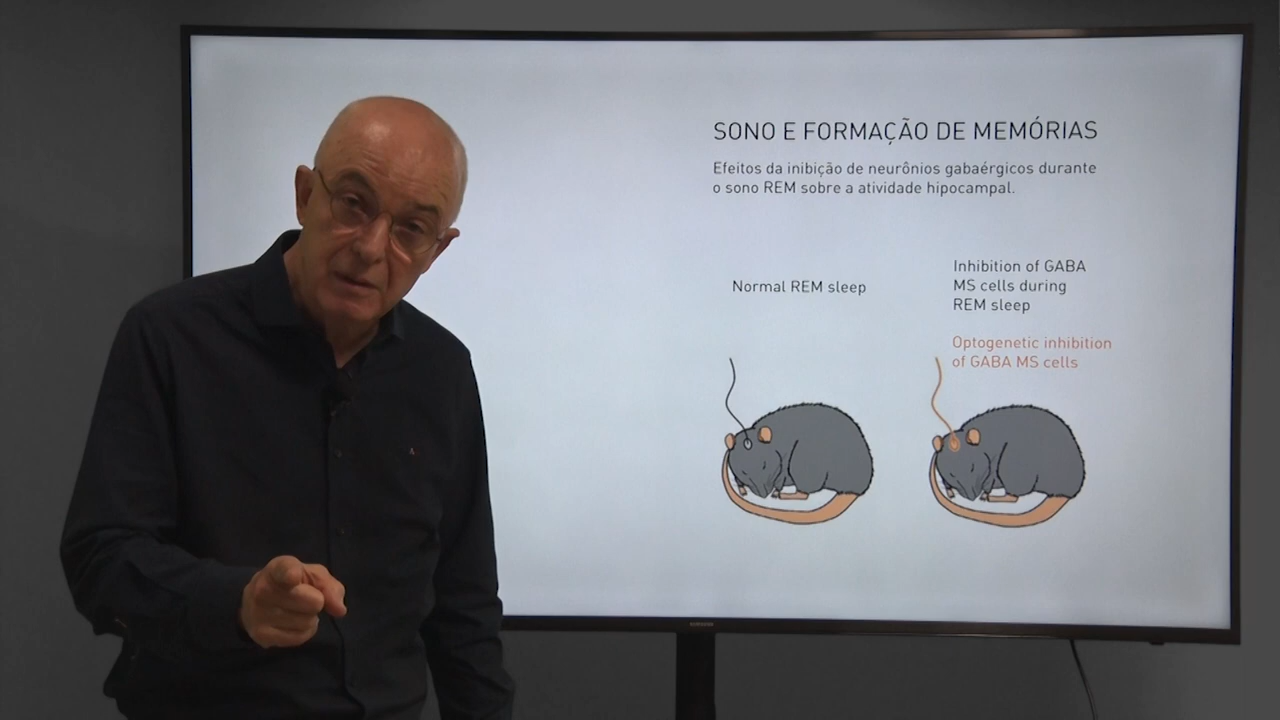 SONO E FORMAÇÃO DE MEMÓRIAS
Efeitos da inibição de neurônios gabaérgicos durante
o sono REM sobre a atividade hipocampal.
Normal REM sleep
Inhibition of GABA
MS cells during
REM sleep
Optogenetic inhibition
of GABA MS cells